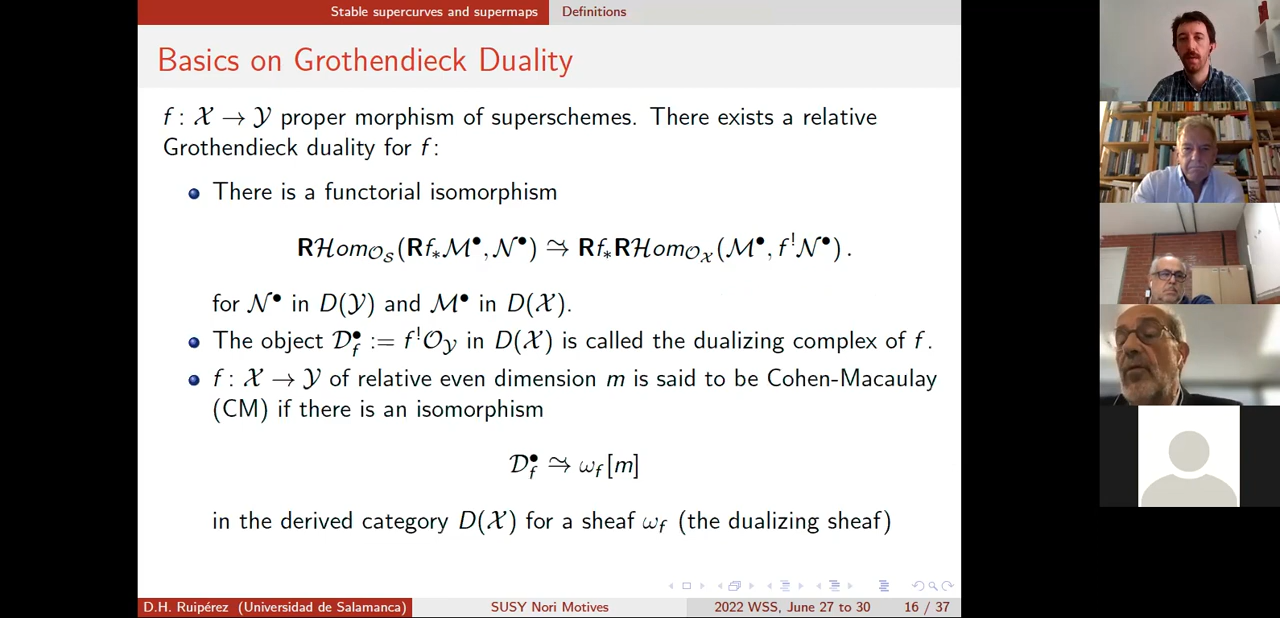 Stable supercurves and supermaps Definitions
Basics on Grothendieck Duality
f : 𝒳 → 𝒴 proper morphism of superschemes. There exists a relative
Grothendieck duality for f:
There is a functorial isomorphism
Rℋom_{𝒪_S}(Rf_*ℳ^•, 𝒩^•) ⥲ Rf_*Rℋom_{𝒪_𝒳}(ℳ^•, f^!𝒩^•) .
for 𝒩^• in D(𝒴) and ℳ^• in D(𝒳).
The object 𝒟_f^• := f^!𝒪_𝒴 in D(𝒳) is called the dualizing complex of f.
f : 𝒳 → 𝒴 of relative even dimension m is said to be Cohen-Macaulay
(CM) if there is an isomorphism
𝒟_f^• ⥲ ω_f[m]
in the derived category D(𝒳) for a sheaf ω_f (the dualizing sheaf)
D.H. Ruipérez (Universidad de Salamanca) SUSY Nori Motives 2022 WSS, June 27 to 30 16 / 37